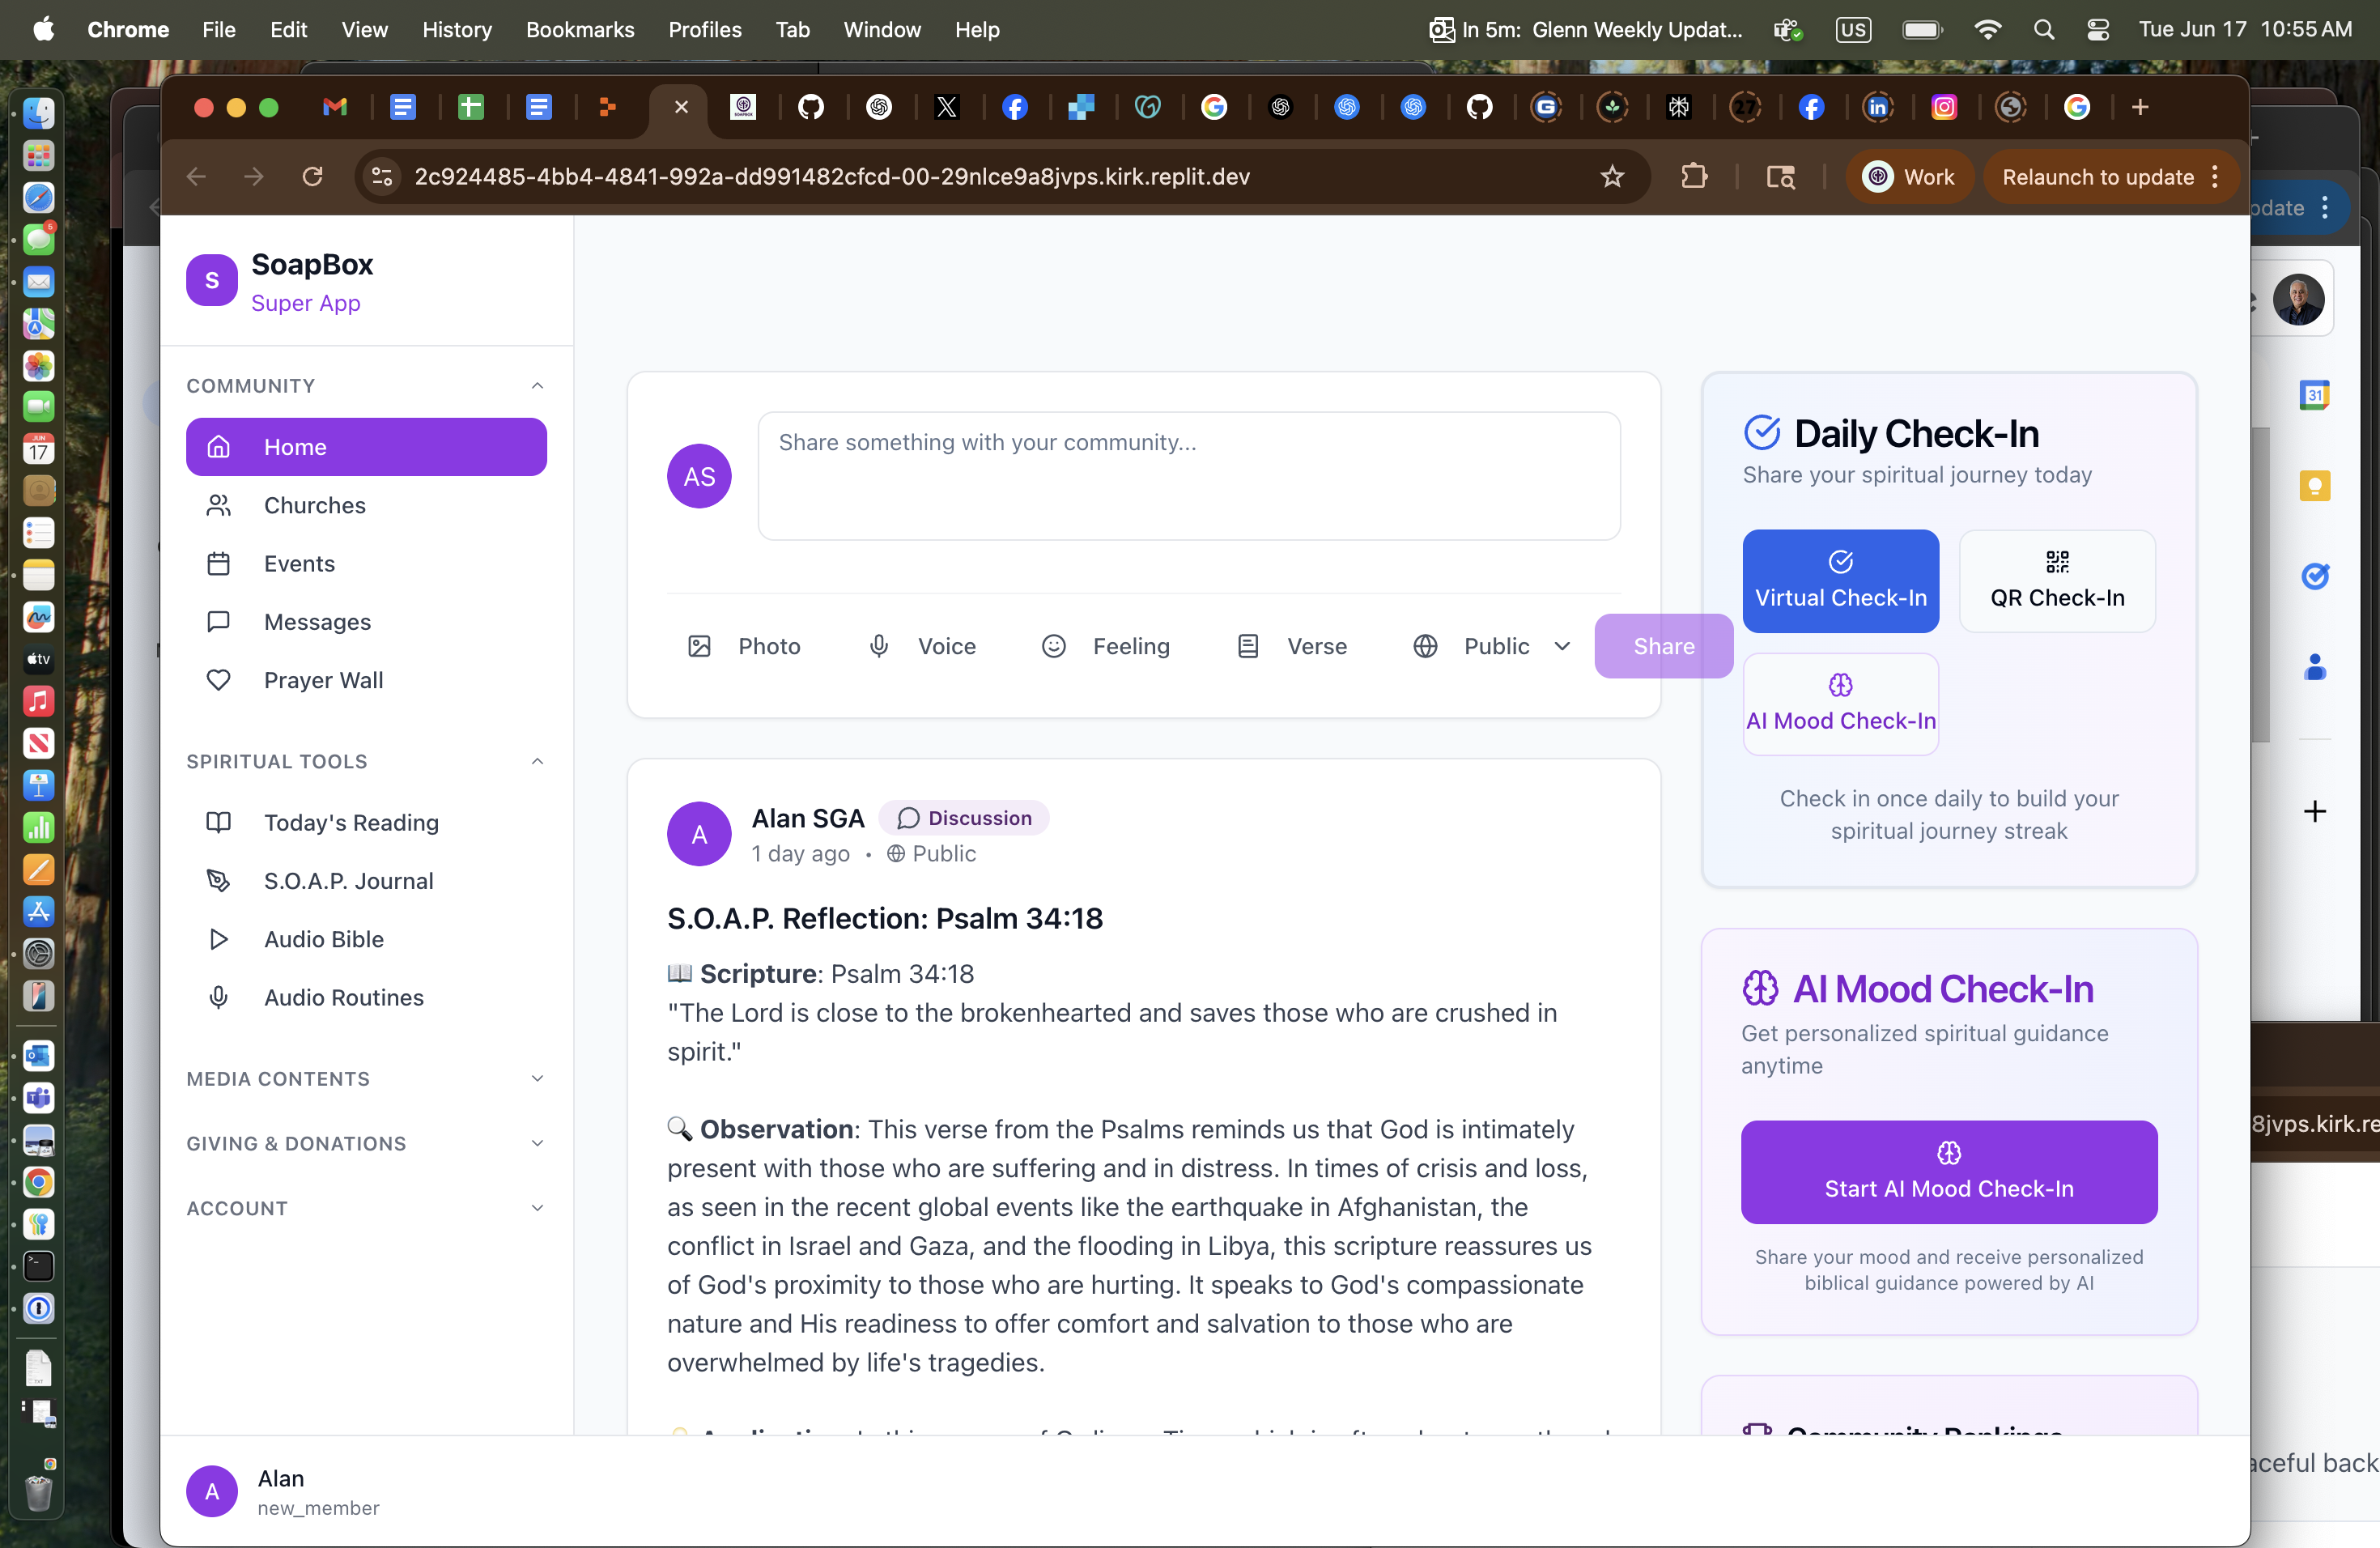 Chrome File Edit View History Bookmarks Profiles Tab Window Help
In 5m: Glenn Weekly Updat... US Tue Jun 17 10:55 AM
2c924485-4bb4-4841-992a-dd991482cfcd-00-29nlce9a8jvps.kirk.replit.dev
Work
Relaunch to update
S
SoapBox
Super App
COMMUNITY
Home
Churches
Events
Messages
Prayer Wall
SPIRITUAL TOOLS
Today's Reading
S.O.A.P. Journal
Audio Bible
Audio Routines
MEDIA CONTENTS
GIVING & DONATIONS
ACCOUNT
A
Alan
new_member
AS
Share something with your community...
Photo Voice Feeling Verse Public Share
A
Alan SGA Discussion
1 day ago • Public
S.O.A.P. Reflection: Psalm 34:18
📖 Scripture: Psalm 34:18
"The Lord is close to the brokenhearted and saves those who are crushed in
spirit."
🔍 Observation: This verse from the Psalms reminds us that God is intimately
present with those who are suffering and in distress. In times of crisis and loss,
as seen in the recent global events like the earthquake in Afghanistan, the
conflict in Israel and Gaza, and the flooding in Libya, this scripture reassures us
of God's proximity to those who are hurting. It speaks to God's compassionate
nature and His readiness to offer comfort and salvation to those who are
overwhelmed by life's tragedies.
Daily Check-In
Share your spiritual journey today
Virtual Check-In
QR Check-In
AI Mood Check-In
Check in once daily to build your
spiritual journey streak
AI Mood Check-In
Get personalized spiritual guidance
anytime
Start AI Mood Check-In
Share your mood and receive personalized
biblical guidance powered by AI
Community Rankings
pdate
31
8jvps.kirk.re
aceful back
JUN
17
tv
5
27